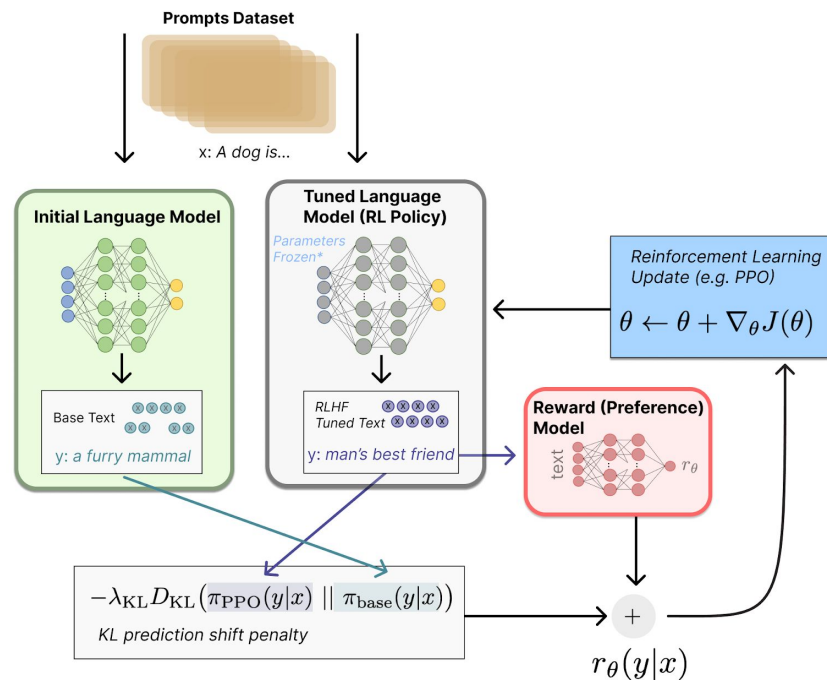 Prompts Dataset
x: A dog is...
Initial Language Model
Tuned Language
Model (RL Policy)
Parameters
Frozen*
Reinforcement Learning
Update (e.g. PPO)
θ ← θ + ∇θJ(θ)
Base Text
x x x x
x x x x
y: a furry mammal
RLHF
Tuned Text
x x x x
x x x x
y: man's best friend
Reward (Preference)
Model
text
rθ
−λKL DKL(πPPO(y|x) || πbase(y|x))
KL prediction shift penalty
+
rθ(y|x)